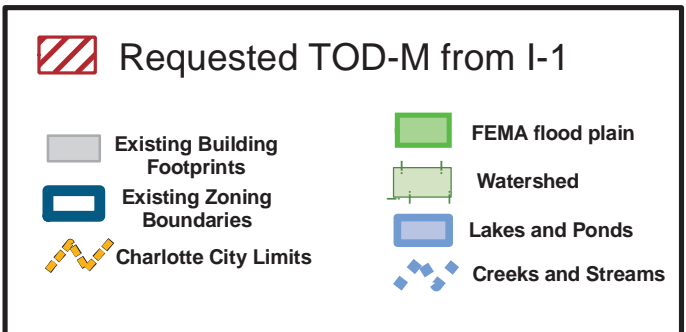 Requested TOD-M from I-1
Existing Building
Footprints
Existing Zoning
Boundaries
Charlotte City Limits
FEMA flood plain
Watershed
Lakes and Ponds
Creeks and Streams